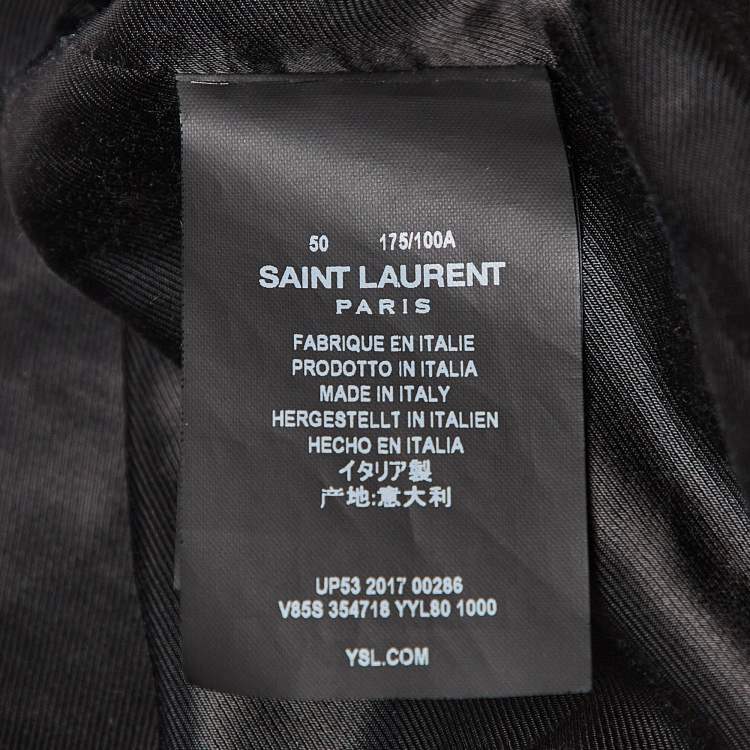 50 175/100A
SAINT LAURENT
PARIS
FABRIQUE EN ITALIE
PRODOTTO IN ITALIA
MADE IN ITALY
HERGESTELLT IN ITALIEN
HECHO EN ITALIA
イタリア製
产地:意大利
UP53 2017 00286
V85S 354718 YYL80 1000
YSL.COM